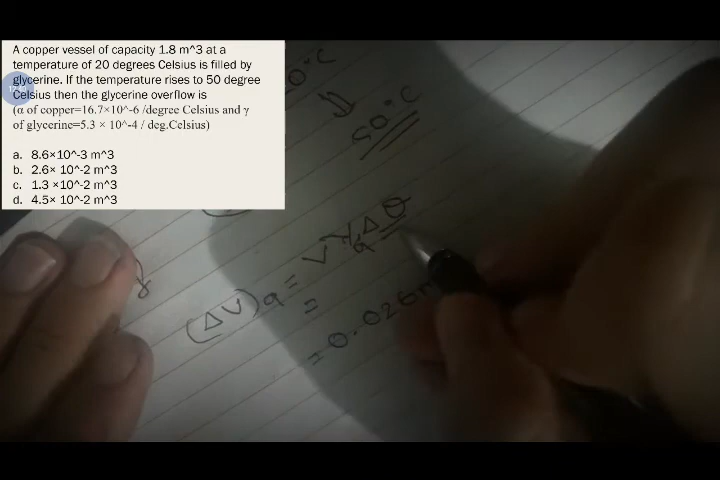 A copper vessel of capacity 1.8 m^3 at a
temperature of 20 degrees Celsius is filled by
glycerine. If the temperature rises to 50 degree
Celsius then the glycerine overflow is
(α of copper=16.7×10^-6 /degree Celsius and γ
of glycerine=5.3 × 10^-4 / deg.Celsius)
a. 8.6×10^-3 m^3
b. 2.6× 10^-2 m^3
c. 1.3 ×10^-2 m^3
d. 4.5× 10^-2 m^3
0°C
50°C
(ΔV)a = VγaΔθ
=
= 0.026